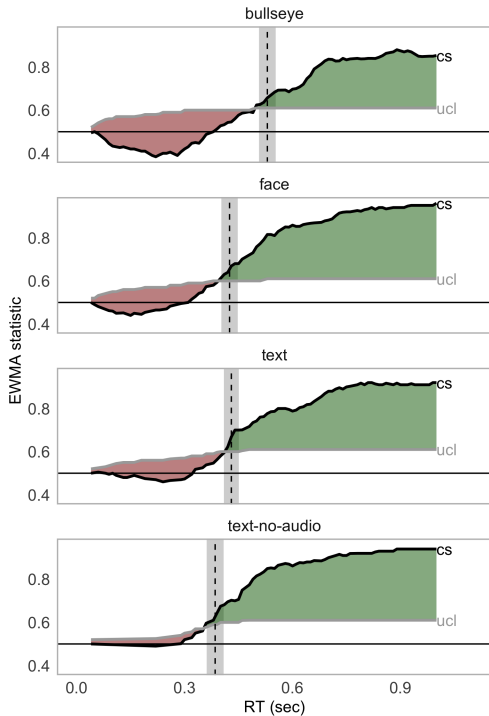 bullseye
0.8
0.6
0.4
cs
ucl
face
0.8
0.6
0.4
cs
ucl
EWMA statistic
text
0.8
0.6
0.4
cs
ucl
text-no-audio
0.8
0.6
0.4
cs
ucl
0.0 0.3 0.6 0.9
RT (sec)